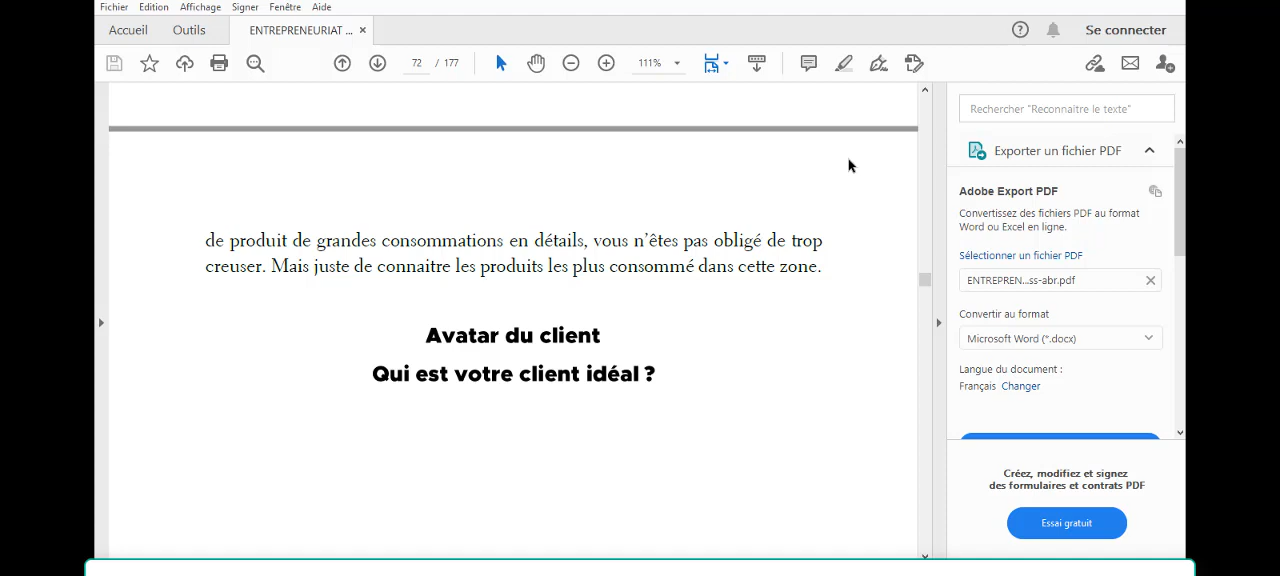 Fichier Edition Affichage Signer Fenêtre Aide
Accueil Outils ENTREPRENEURIAT ... × Se connecter
72 / 177 111%
Rechercher "Reconnaître le texte"
Exporter un fichier PDF
Adobe Export PDF
Convertissez des fichiers PDF au format
Word ou Excel en ligne.
Sélectionner un fichier PDF
ENTREPREN...ss-abr.pdf
Convertir au format
Microsoft Word (*.docx)
Langue du document :
Français Changer
Créez, modifiez et signez
des formulaires et contrats PDF
Essai gratuit
de produit de grandes consommations en détails, vous n'êtes pas obligé de trop
creuser. Mais juste de connaitre les produits les plus consommé dans cette zone.
Avatar du client
Qui est votre client idéal ?